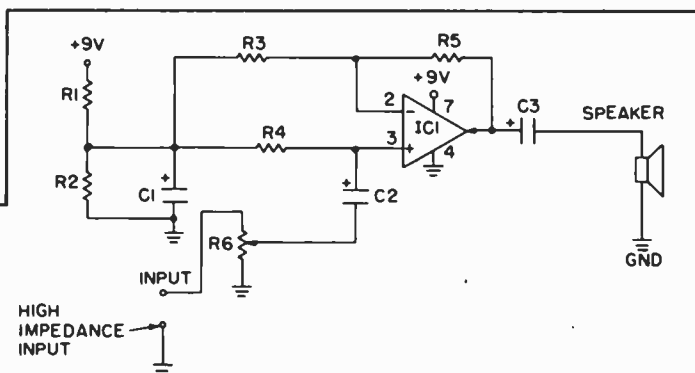 +9V
R1
R2
C1
+
R3
R4
R5
+9V
2
7
3
4
-
+
IC1
+
C2
R6
+
C3
SPEAKER
GND
INPUT
HIGH
IMPEDANCE
INPUT